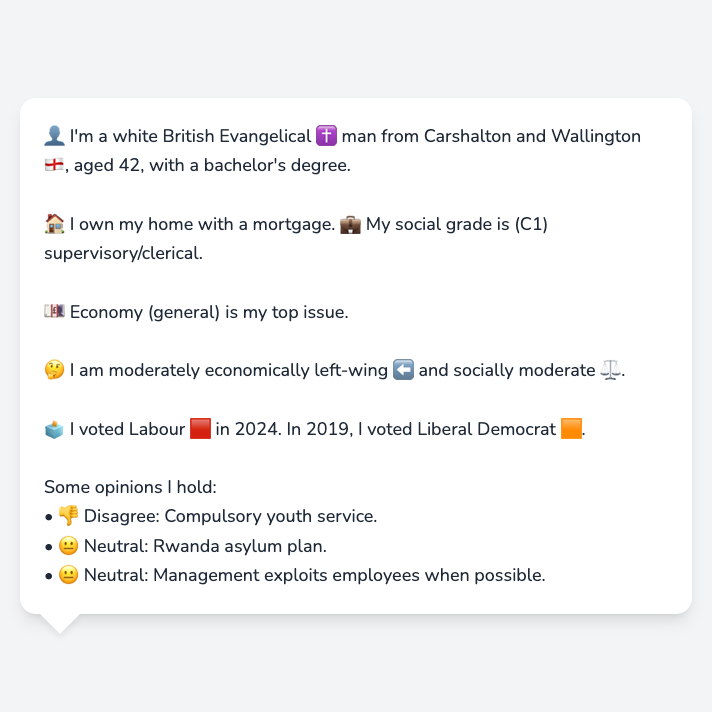 👤 I'm a white British Evangelical ✝️ man from Carshalton and Wallington
🏴󠁧󠁢󠁥󠁮󠁧󠁿, aged 42, with a bachelor's degree.
🏠 I own my home with a mortgage. 💼 My social grade is (C1)
supervisory/clerical.
💷 Economy (general) is my top issue.
🤔 I am moderately economically left-wing ⬅️ and socially moderate ⚖️.
🗳️ I voted Labour 🟥 in 2024. In 2019, I voted Liberal Democrat 🟧.
Some opinions I hold:
• 👎 Disagree: Compulsory youth service.
• 😐 Neutral: Rwanda asylum plan.
• 😐 Neutral: Management exploits employees when possible.